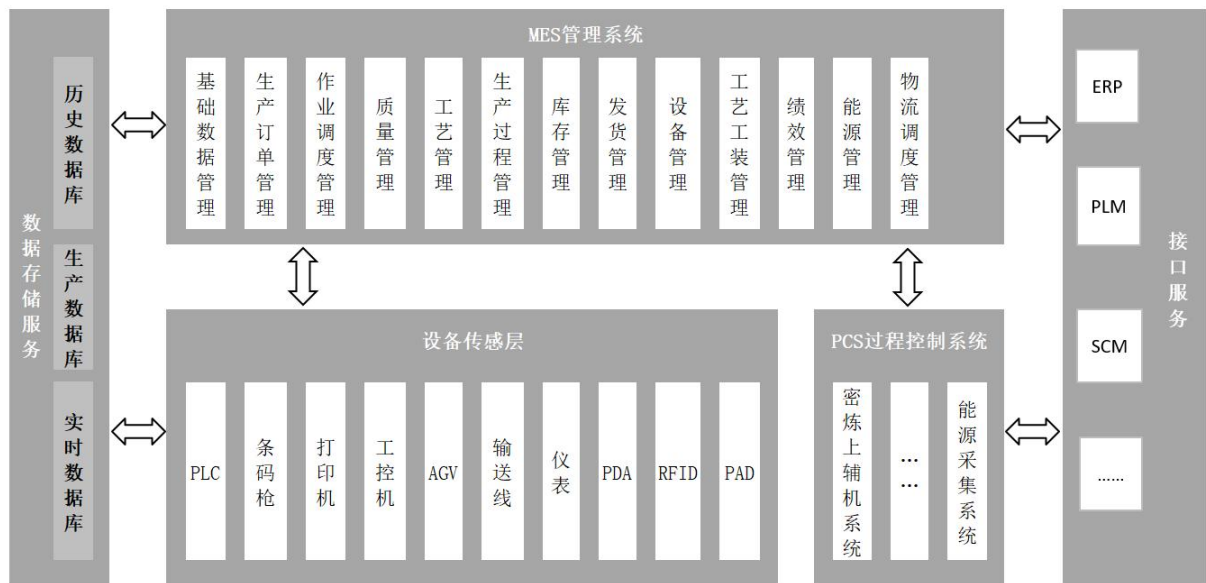 数据存储服务
历史数据库
生产数据库
实时数据库
MES管理系统
基础数据管理
生产订单管理
作业调度管理
质量管理
工艺管理
生产过程管理
库存管理
发货管理
设备管理
工艺工装管理
绩效管理
能源管理
物流调度管理
设备传感层
PLC
条码枪
打印机
工控机
AGV
输送线
仪表
PDA
RFID
PAD
PCS过程控制系统
密炼上辅机系统
……
能源采集系统
接口服务
ERP
PLM
SCM
……